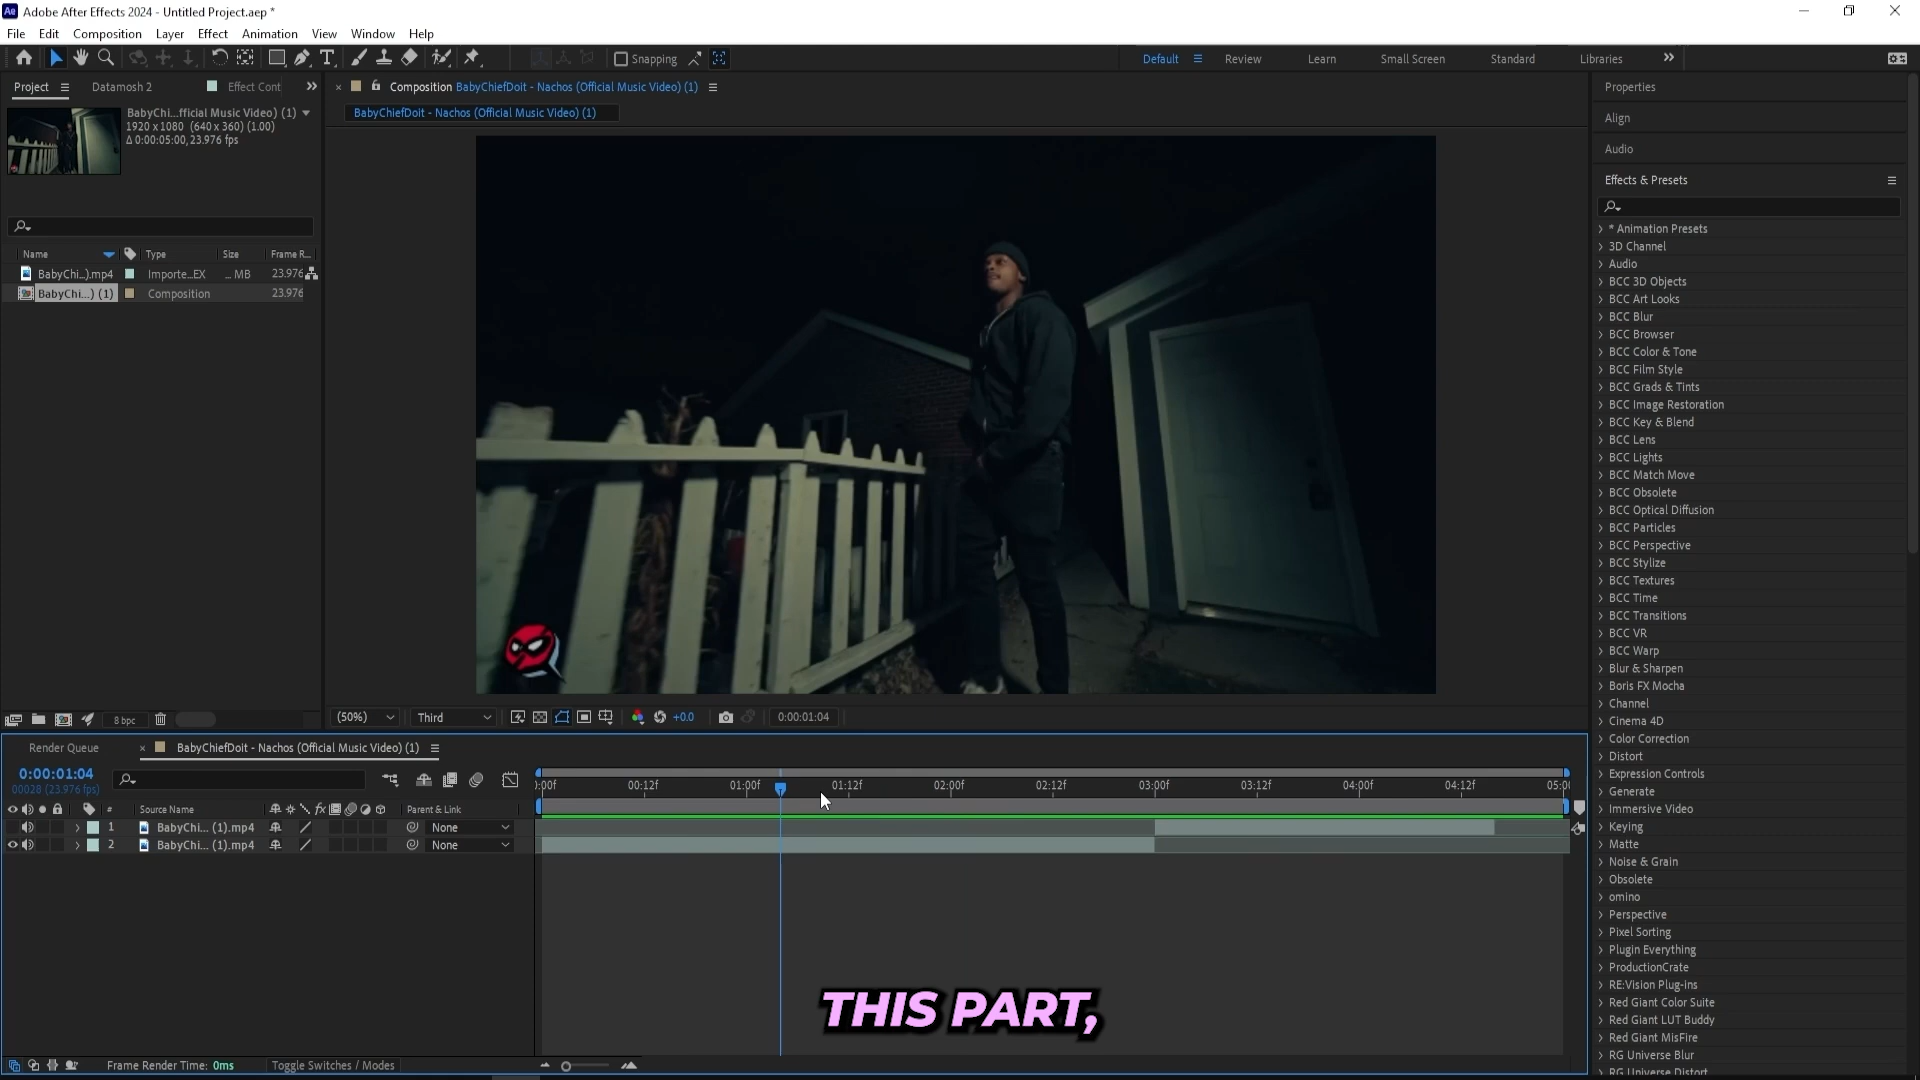 Ae Adobe After Effects 2024 - Untitled Project.aep *
File Edit Composition Layer Effect Animation View Window Help
Snapping
Default Review Learn Small Screen Standard Libraries
Project Datamosh 2 Effect Cont
Composition BabyChiefDoit - Nachos (Official Music Video) (1)
BabyChiefDoit - Nachos (Official Music Video) (1)
BabyChi...fficial Music Video) (1)
1920 x 1080 (640 x 360) (1.00)
Δ 0:00:05:00, 23.976 fps
Name Type Size Frame R...
BabyChi...).mp4 Importe...EX ... MB 23.976
BabyChi...) (1) Composition 23.976
8 bpc
(50%) Third +0.0 0:00:01:04
Properties
Align
Audio
Effects & Presets
* Animation Presets
3D Channel
Audio
BCC 3D Objects
BCC Art Looks
BCC Blur
BCC Browser
BCC Color & Tone
BCC Film Style
BCC Grads & Tints
BCC Image Restoration
BCC Key & Blend
BCC Lens
BCC Lights
BCC Match Move
BCC Obsolete
BCC Optical Diffusion
BCC Particles
BCC Perspective
BCC Stylize
BCC Textures
BCC Time
BCC Transitions
BCC VR
BCC Warp
Blur & Sharpen
Boris FX Mocha
Channel
Cinema 4D
Color Correction
Distort
Expression Controls
Generate
Immersive Video
Keying
Matte
Noise & Grain
Obsolete
omino
Perspective
Pixel Sorting
Plugin Everything
ProductionCrate
RE:Vision Plug-ins
Red Giant Color Suite
Red Giant LUT Buddy
Red Giant MisFire
RG Universe Blur
RG Universe Distort
Render Queue BabyChiefDoit - Nachos (Official Music Video) (1)
0:00:01:04
00028 (23.976 fps)
):00f 00:12f 01:00f 01:12f 02:00f 02:12f 03:00f 03:12f 04:00f 04:12f 05:00
# Source Name fx Parent & Link
1 BabyChi... (1).mp4 None
2 BabyChi... (1).mp4 None
THIS PART,
Frame Render Time: 0ms Toggle Switches / Modes